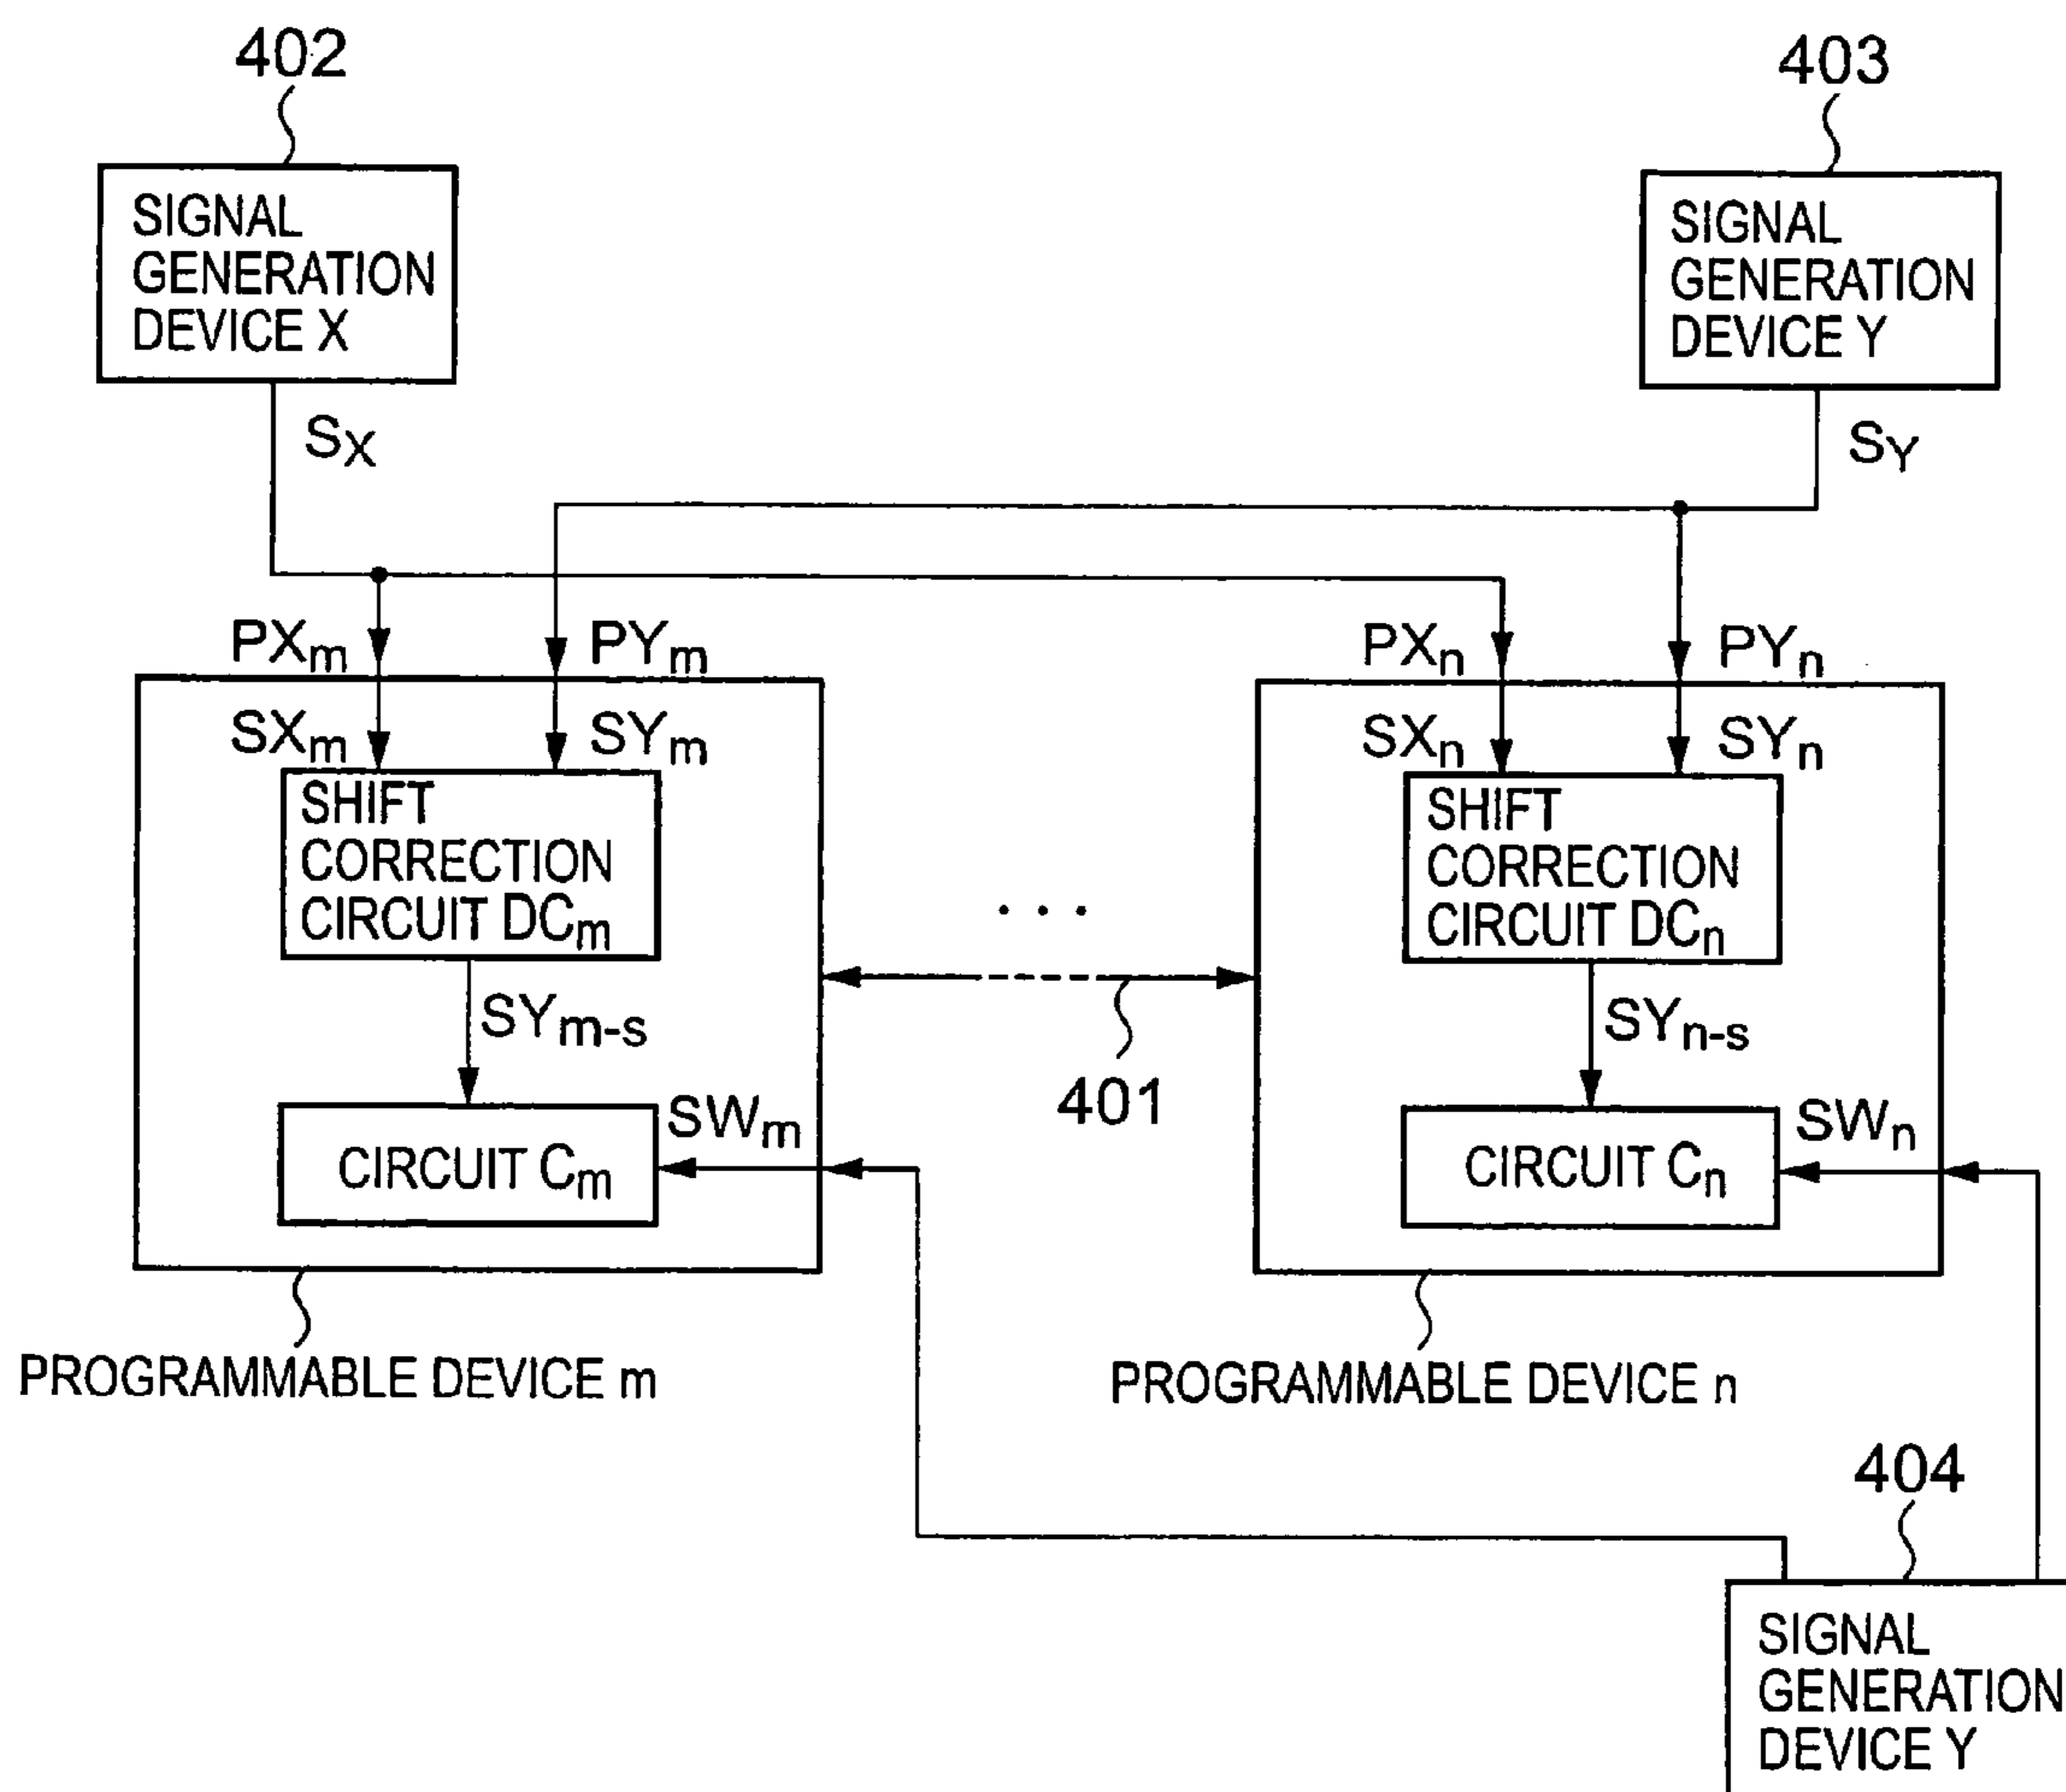 402
403
SIGNAL
GENERATION
DEVICE X
SIGNAL
GENERATION
DEVICE Y
SX
SY
PXm
PYm
PXn
PYn
SXm
SYm
SXn
SYn
SHIFT
CORRECTION
CIRCUIT DCm
SHIFT
CORRECTION
CIRCUIT DCn
. . .
401
SYm-s
SYn-s
CIRCUIT Cm
SWm
CIRCUIT Cn
SWn
PROGRAMMABLE DEVICE m
PROGRAMMABLE DEVICE n
404
SIGNAL
GENERATION
DEVICE Y